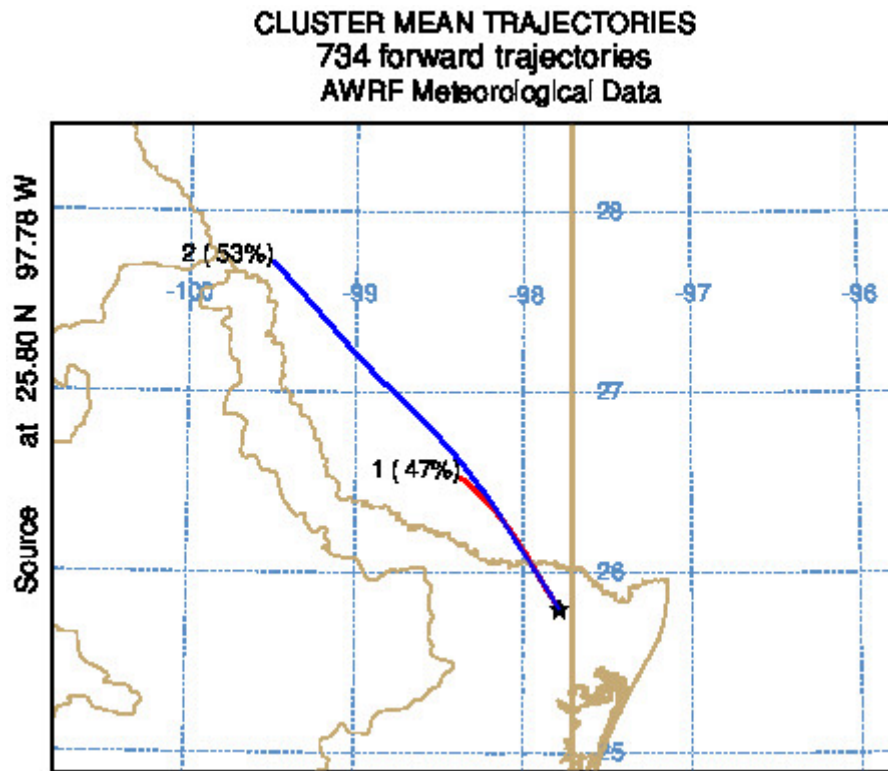 CLUSTER MEAN TRAJECTORIES
734 forward trajectories
AWRF Meteorological Data
Source at 25.80 N 97.78 W
28
2 ( 53%)
-100 -99 -98 -97 -96
27
1 ( 47%)
26
25